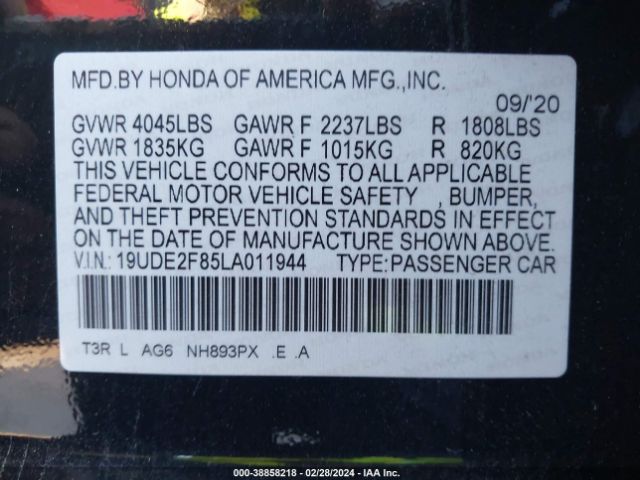 MFD.BY HONDA OF AMERICA MFG.,INC.
09/'20
GVWR 4045LBS GAWR F 2237LBS R 1808LBS
GVWR 1835KG GAWR F 1015KG R 820KG
THIS VEHICLE CONFORMS TO ALL APPLICABLE
FEDERAL MOTOR VEHICLE SAFETY , BUMPER,
AND THEFT PREVENTION STANDARDS IN EFFECT
ON THE DATE OF MANUFACTURE SHOWN ABOVE.
V.I.N.: 19UDE2F85LA011944 TYPE:PASSENGER CAR
T3R L AG6 NH893PX .E .A
000-38858218 - 02/28/2024 - IAA Inc.